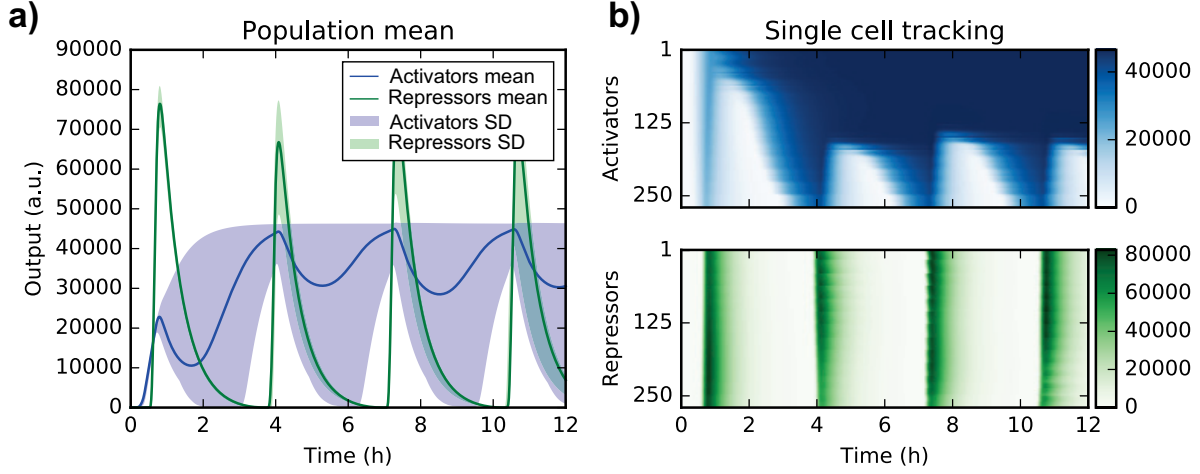 a)
Population mean
90000
80000
70000
60000
50000
40000
30000
20000
10000
0
Output (a.u.)
Activators mean
Repressors mean
Activators SD
Repressors SD
0 2 4 6 8 10 12
Time (h)
b)
Single cell tracking
1
125
250
Activators
40000
20000
0
1
125
250
Repressors
80000
60000
40000
20000
0
0 2 4 6 8 10 12
Time (h)